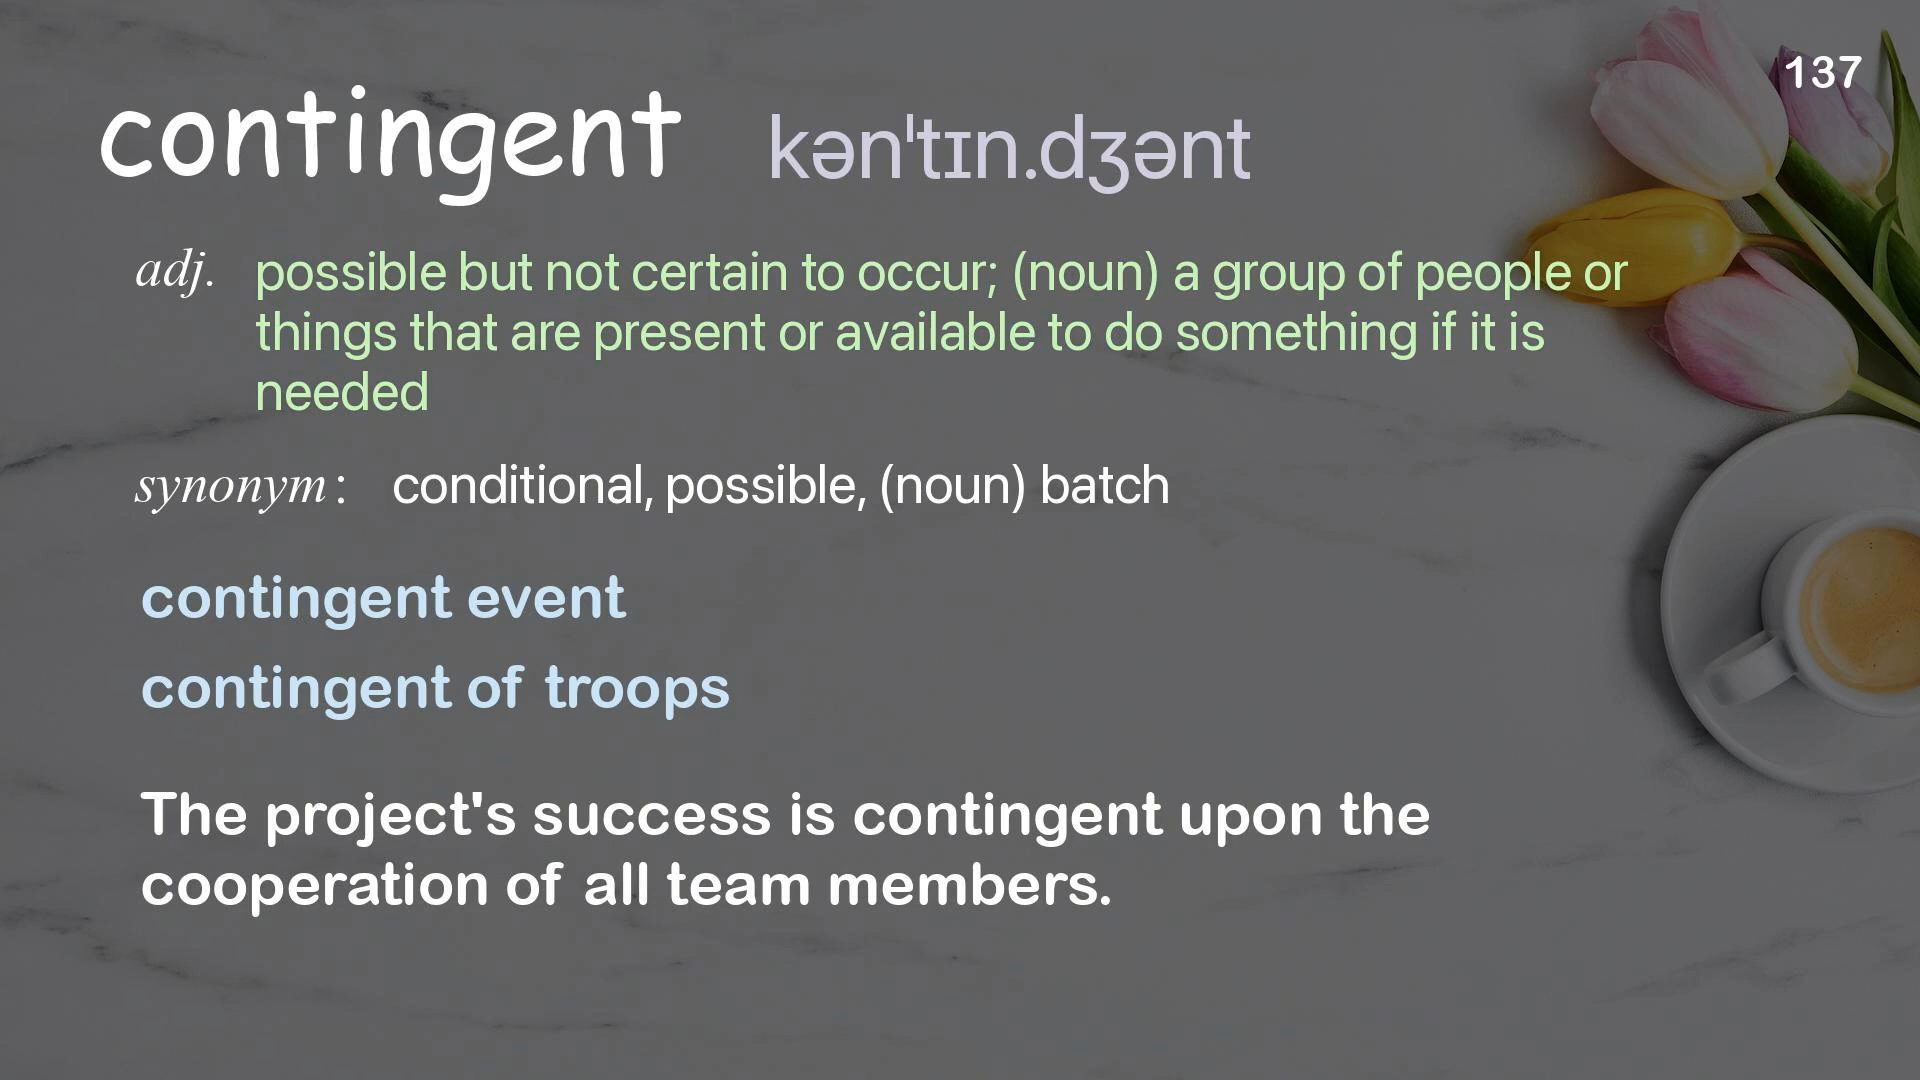 137
contingent kən'tɪn.dʒənt
adj. possible but not certain to occur; (noun) a group of people or
things that are present or available to do something if it is
needed
synonym : conditional, possible, (noun) batch
contingent event
contingent of troops
The project's success is contingent upon the
cooperation of all team members.